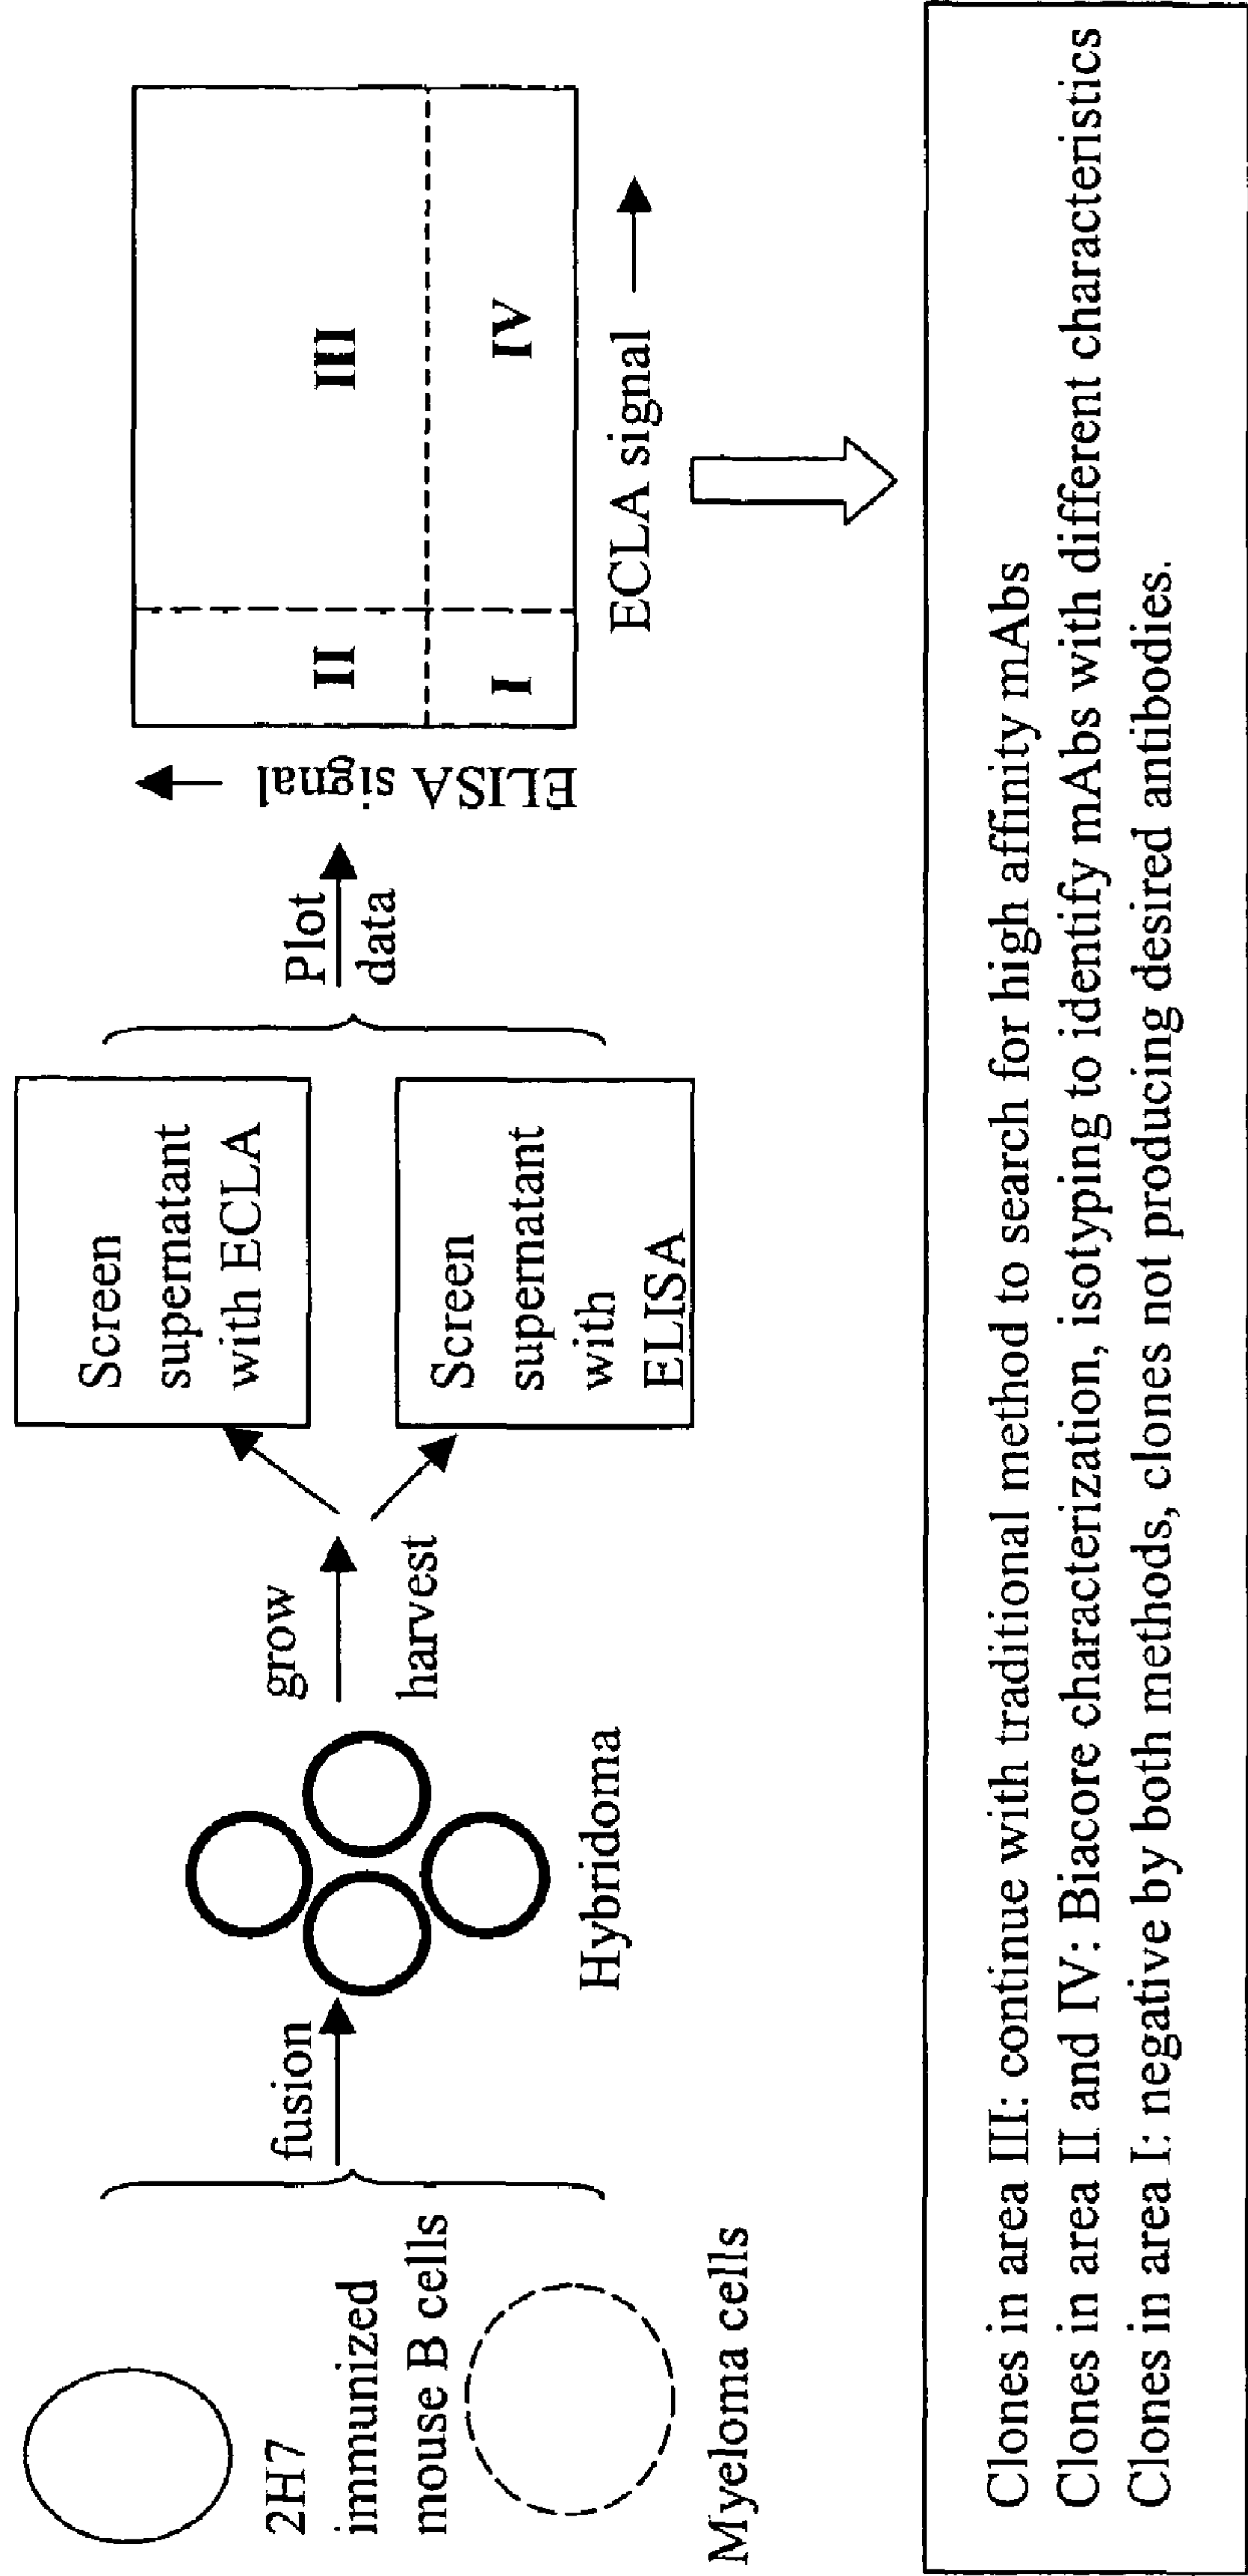 2H7
immunized
mouse B cells
Myeloma cells
fusion
Hybridoma
grow
harvest
Screen
supernatant
with ECLA
Screen
supernatant
with
ELISA
Plot
data
ELISA signal
II
III
I
IV
ECLA signal
Clones in area III: continue with traditional method to search for high affinity mAbs
Clones in area II and IV: Biacore characterization, isotyping to identify mAbs with different characteristics
Clones in area I: negative by both methods, clones not producing desired antibodies.